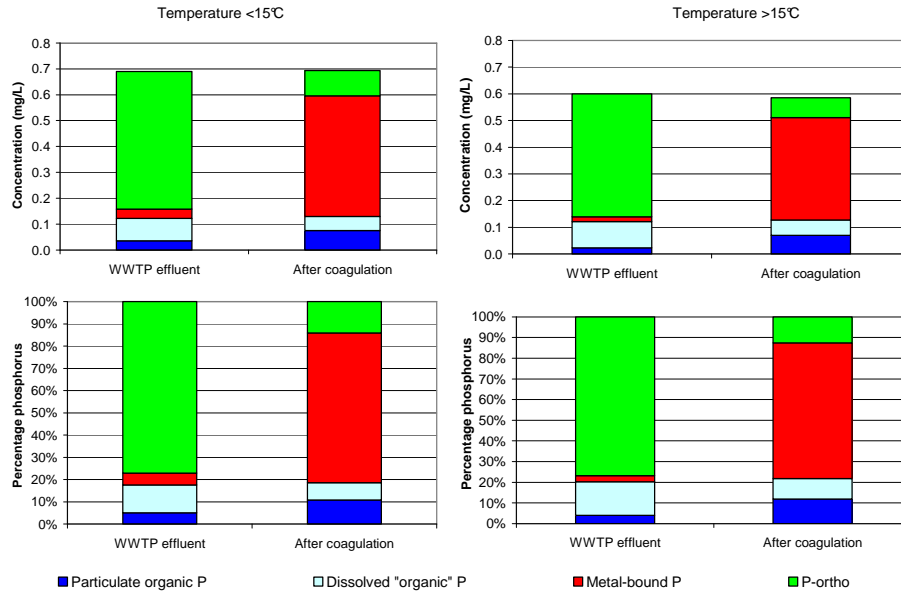 Temperature <15°C
Temperature >15°C
Concentration (mg/L)
0.8
0.7
0.6
0.5
0.4
0.3
0.2
0.1
0.0
WWTP effluent
After coagulation
Concentration (mg/L)
0.8
0.7
0.6
0.5
0.4
0.3
0.2
0.1
0.0
WWTP effluent
After coagulation
Percentage phosphorus
100%
90%
80%
70%
60%
50%
40%
30%
20%
10%
0%
WWTP effluent
After coagulation
Percentage phosphorus
100%
90%
80%
70%
60%
50%
40%
30%
20%
10%
0%
WWTP effluent
After coagulation
Particulate organic P
Dissolved "organic" P
Metal-bound P
P-ortho